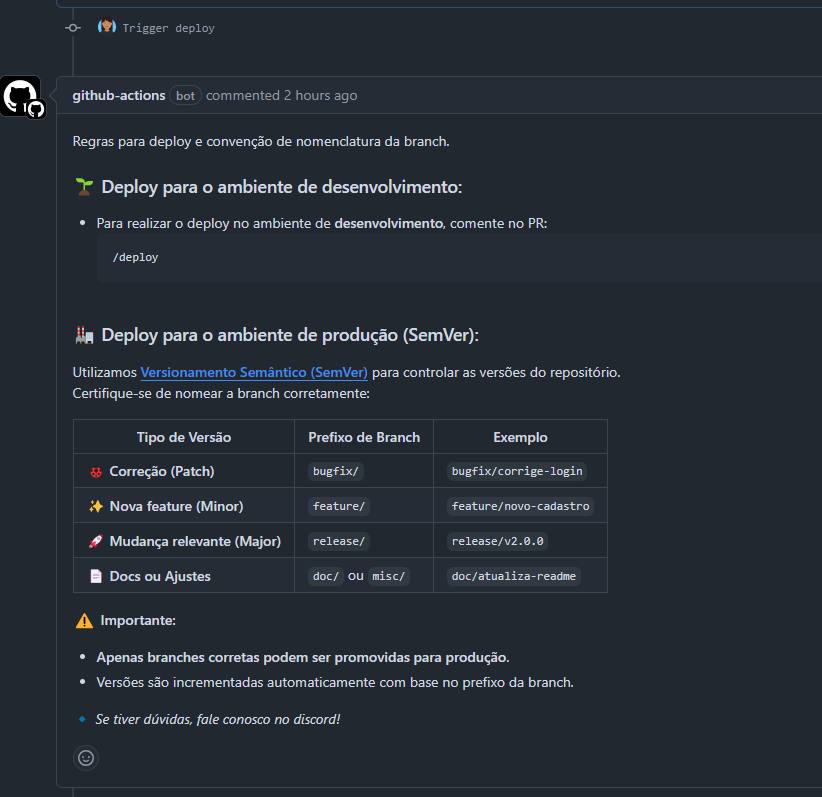 Trigger deploy
github-actions bot commented 2 hours ago
Regras para deploy e convenção de nomenclatura da branch.
Deploy para o ambiente de desenvolvimento:
Para realizar o deploy no ambiente de desenvolvimento, comente no PR:
/deploy
Deploy para o ambiente de produção (SemVer):
Utilizamos Versionamento Semântico (SemVer) para controlar as versões do repositório.
Certifique-se de nomear a branch corretamente:
Tipo de Versão Prefixo de Branch Exemplo
Correção (Patch) bugfix/ bugfix/corrige-login
Nova feature (Minor) feature/ feature/novo-cadastro
Mudança relevante (Major) release/ release/v2.0.0
Docs ou Ajustes doc/ ou misc/ doc/atualiza-readme
Importante:
Apenas branches corretas podem ser promovidas para produção.
Versões são incrementadas automaticamente com base no prefixo da branch.
Se tiver dúvidas, fale conosco no discord!